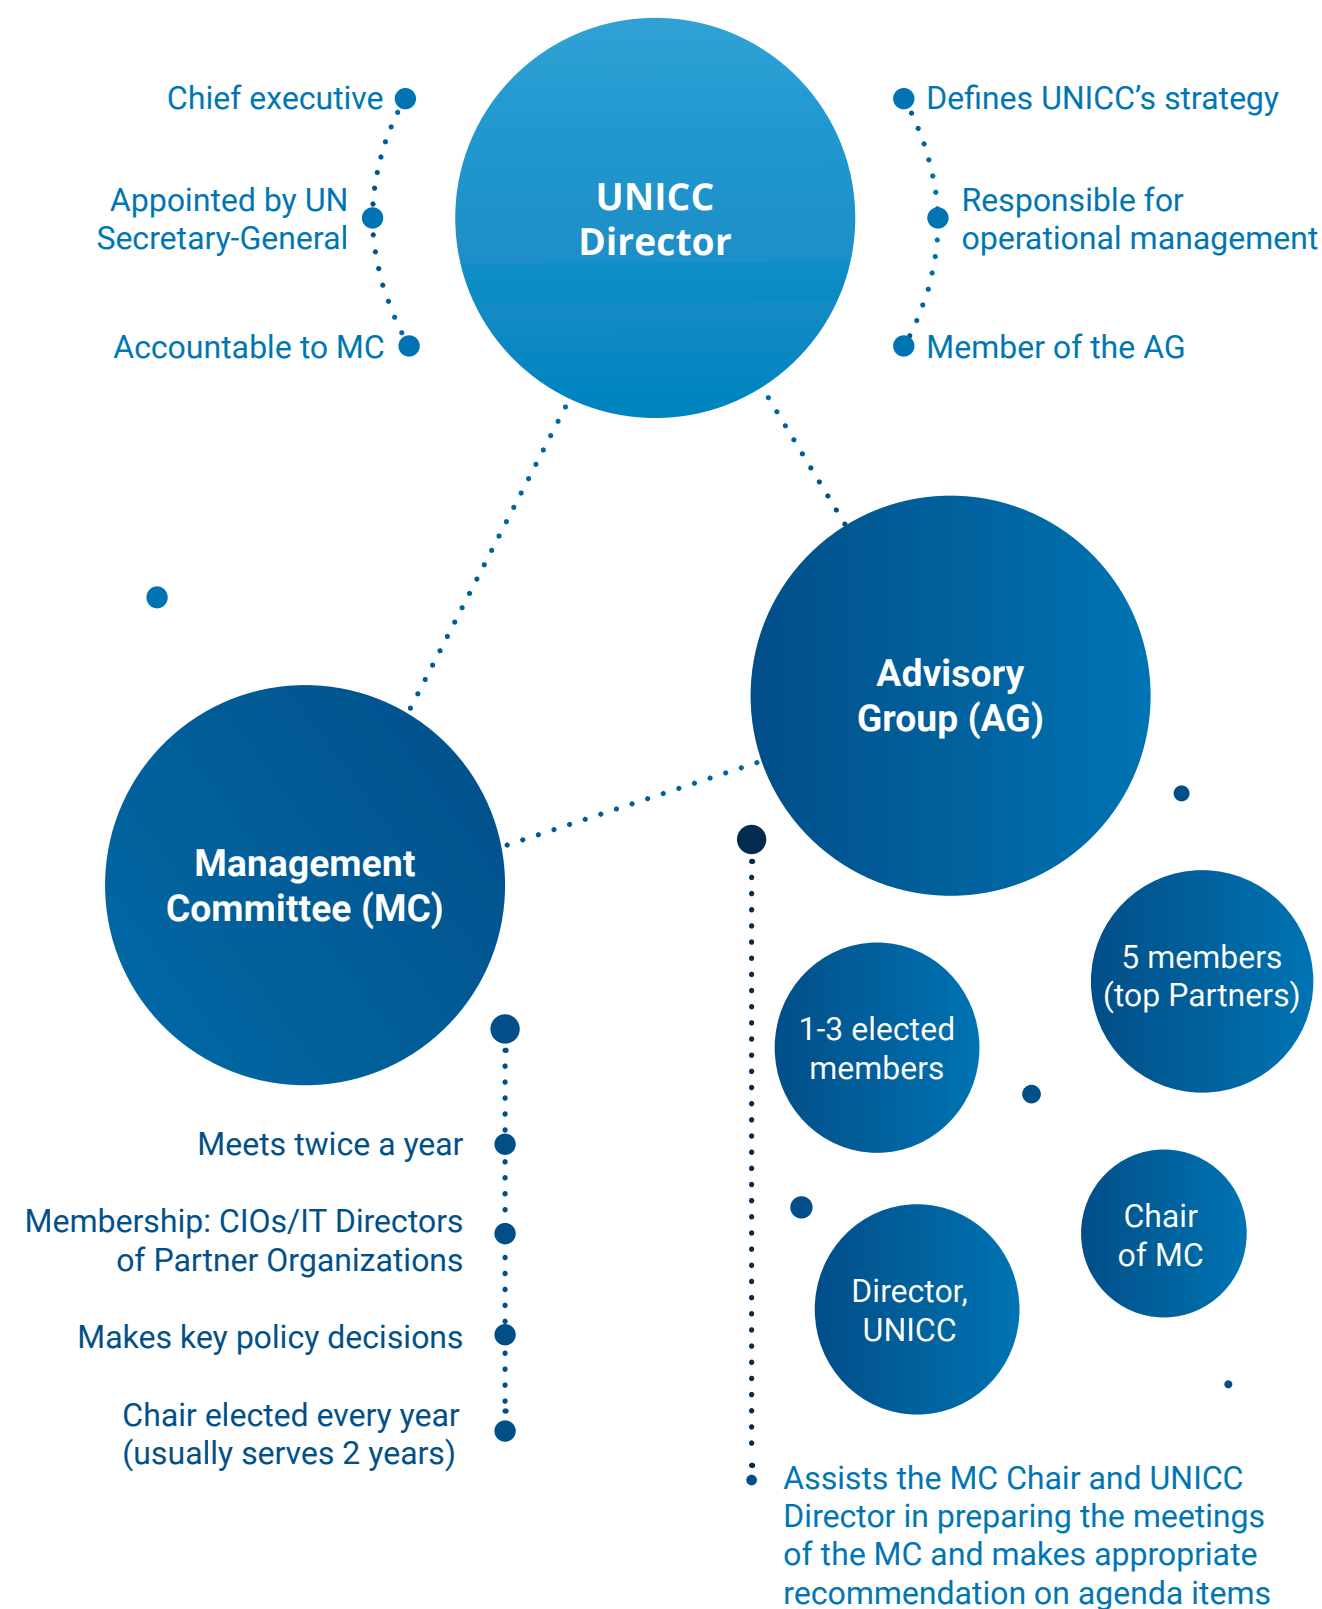 Chief executive
Appointed by UN
Secretary-General
Accountable to MC
UNICC
Director
Defines UNICC's strategy
Responsible for
operational management
Member of the AG
Advisory
Group (AG)
Management
Committee (MC)
Meets twice a year
Membership: CIOs/IT Directors
of Partner Organizations
Makes key policy decisions
Chair elected every year
(usually serves 2 years)
5 members
(top Partners)
1-3 elected
members
Chair
of MC
Director,
UNICC
Assists the MC Chair and UNICC
Director in preparing the meetings
of the MC and makes appropriate
recommendation on agenda items